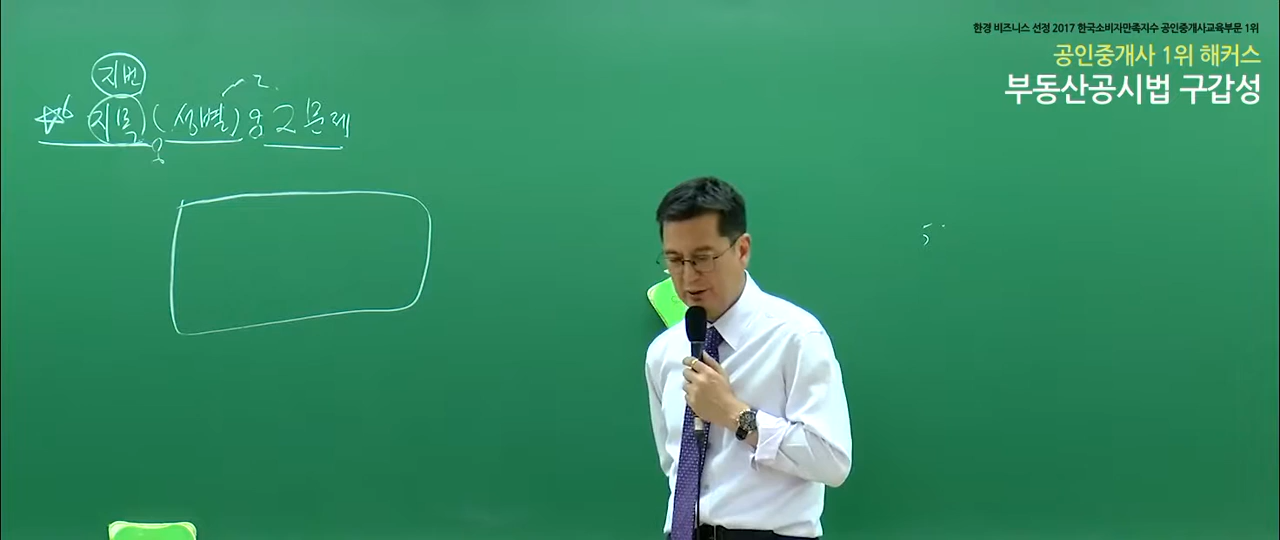 한경 비즈니스 선정 2017 한국소비자만족지수 공인중개사교육부문 1위
공인중개사 1위 해커스
부동산공시법 구갑성
지번
2.
지목 (성별) 용 2문제
5